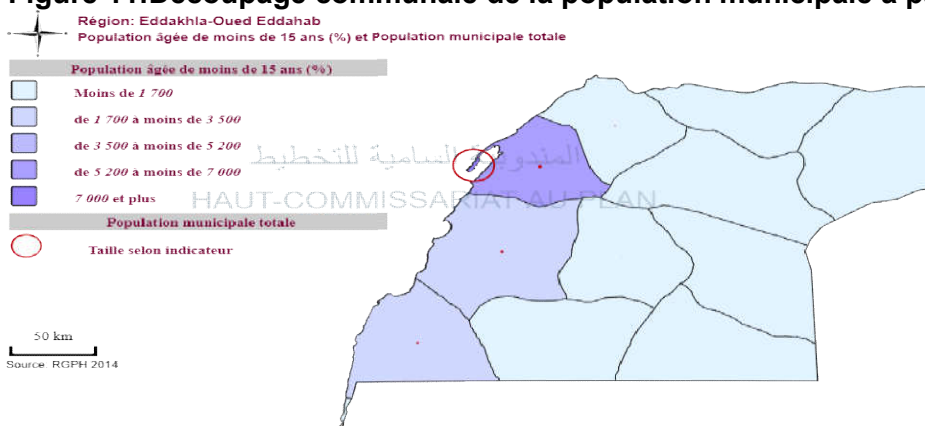 Figure 11:Découpage communale de la population municipale à p
Région: Eddakhla-Oued Eddahab
Population âgée de moins de 15 ans (%) et Population municipale totale
Population âgée de moins de 15 ans (%)
Moins de 1 700
de 1 700 à moins de 3 500
de 3 500 à moins de 5 200
de 5 200 à moins de 7 000
7 000 et plus
المندوبية السامية للتخطيط
HAUT-COMMISSARIAT AU PLAN
Population municipale totale
Taille selon indicateur
50 km
Source: RGPH 2014